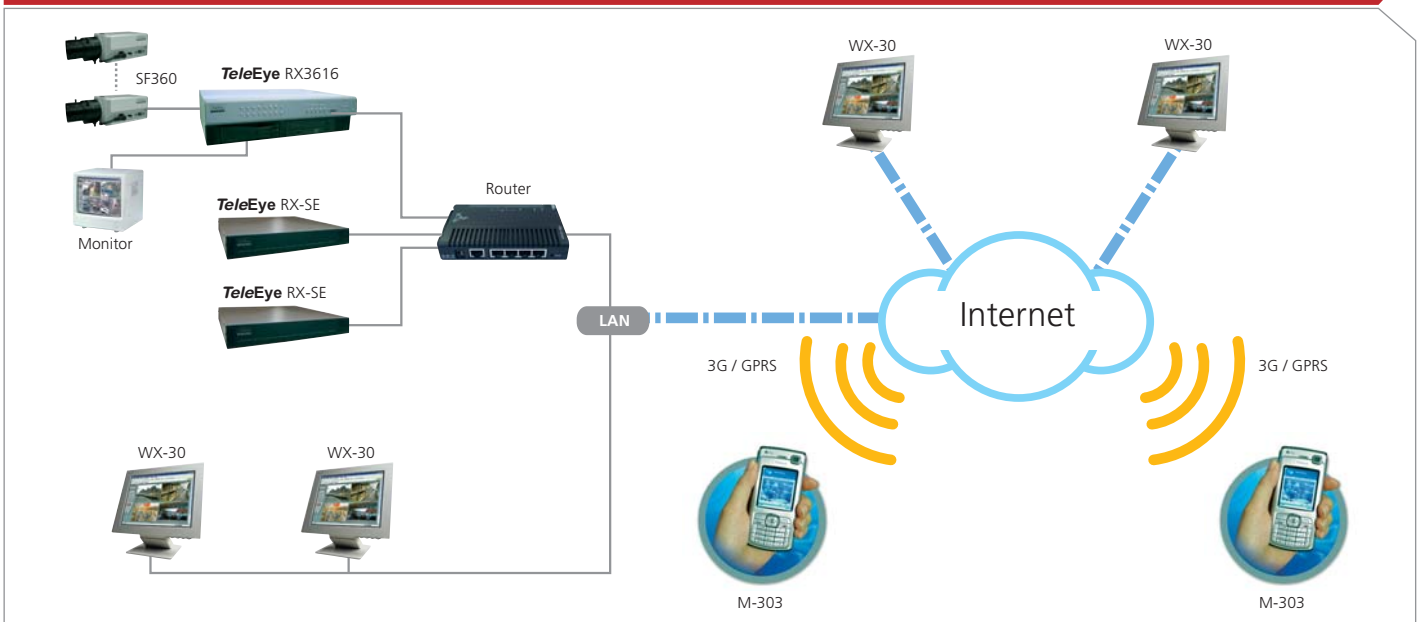 SF360
TeleEye RX3616
Monitor
TeleEye RX-SE
TeleEye RX-SE
Router
LAN
WX-30
WX-30
WX-30
WX-30
Internet
3G / GPRS
3G / GPRS
M-303
M-303